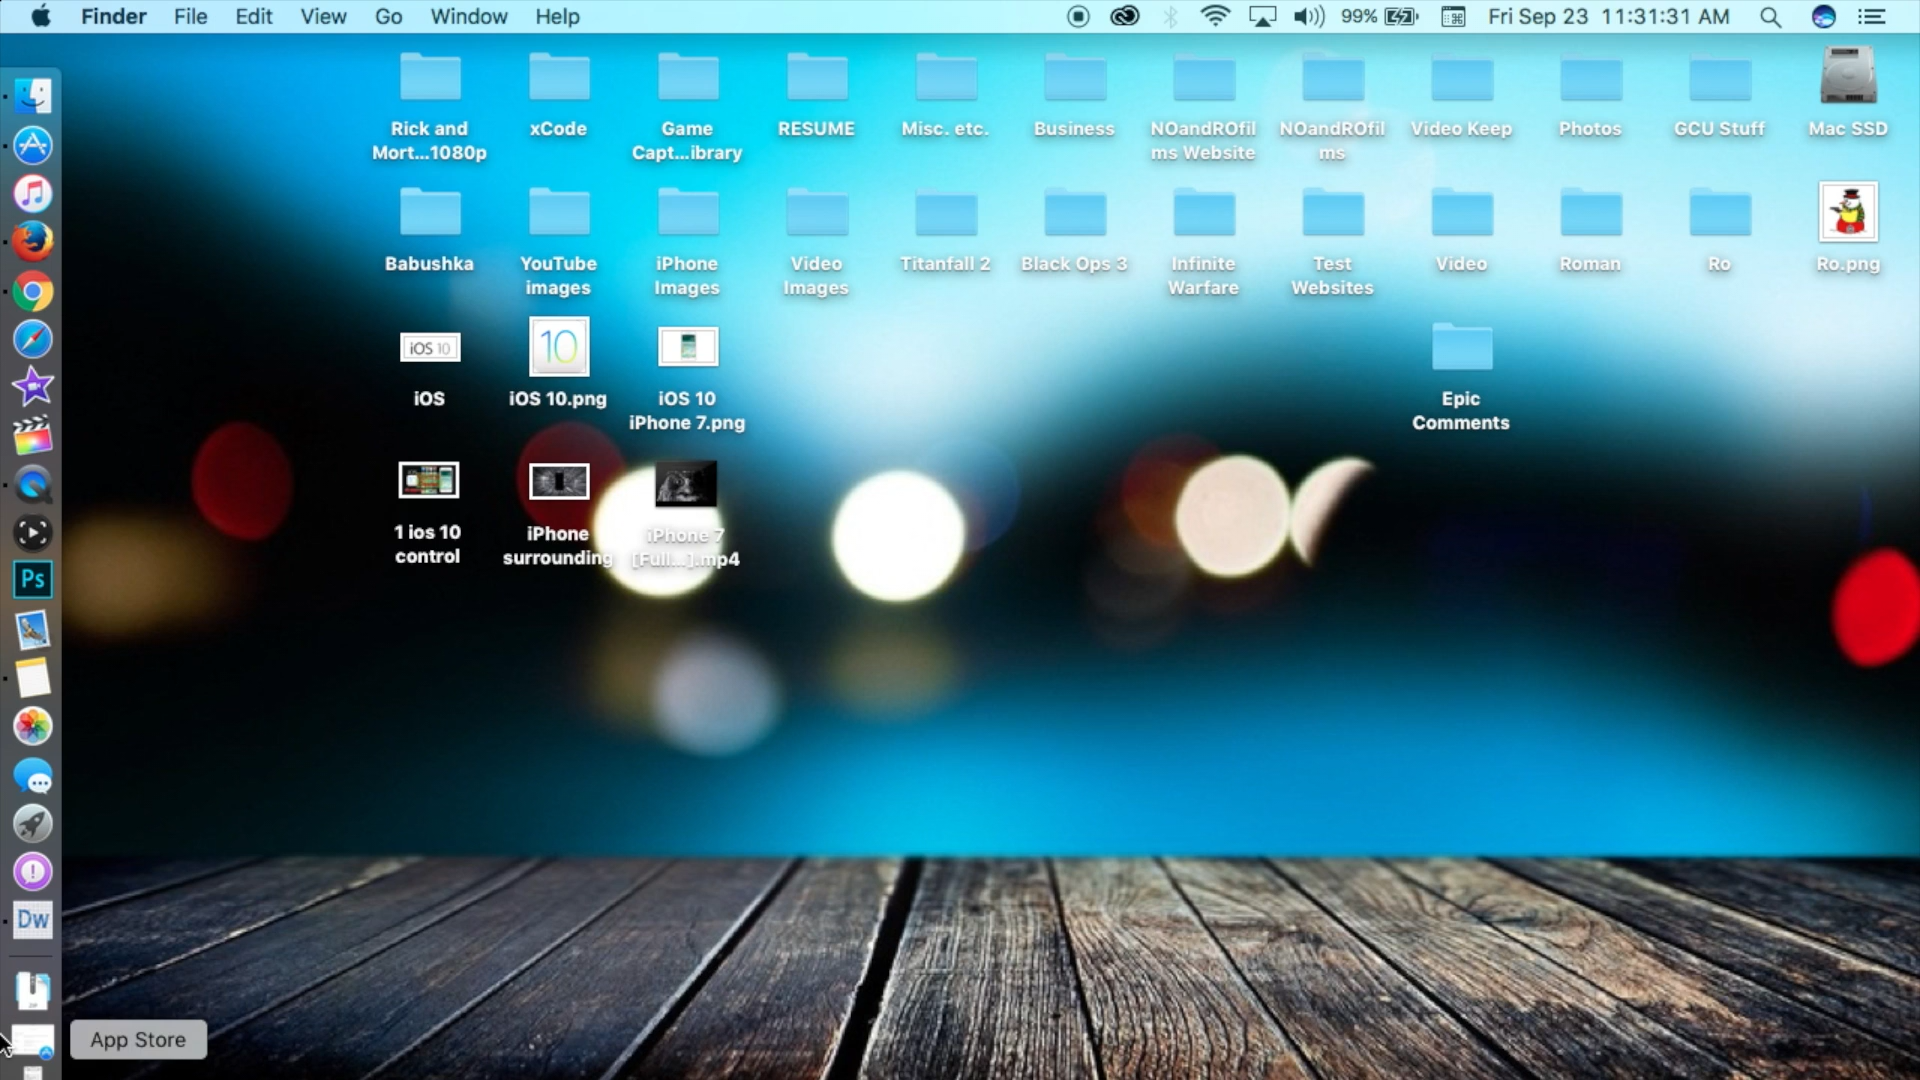 Finder File Edit View Go Window Help 99% Fri Sep 23 11:31:31 AM
Rick and
Mort...1080p
xCode
Game
Capt...ibrary
RESUME
Misc. etc.
Business
NOandROfil
ms Website
NOandROfil
ms
Video Keep
Photos
GCU Stuff
Mac SSD
Babushka
YouTube
images
iPhone
Images
Video
Images
Titanfall 2
Black Ops 3
Infinite
Warfare
Test
Websites
Video
Roman
Ro
Ro.png
iOS 10
iOS
10
iOS 10.png
iOS 10
iPhone 7.png
Epic
Comments
1 ios 10
control
iPhone
surrounding
iPhone 7
[Full...].mp4
Ps
Dw
ZIP
App Store